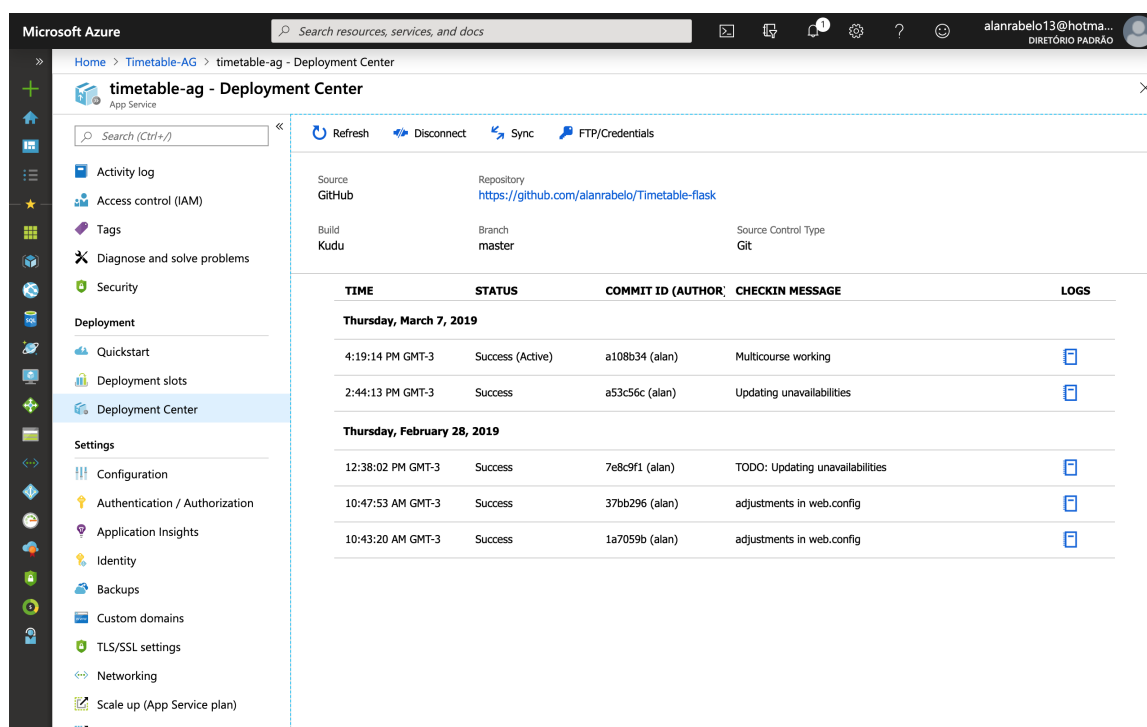 Microsoft Azure
Search resources, services, and docs
1
alanrabelo13@hotma...
DIRETÓRIO PADRÃO
Home > Timetable-AG > timetable-ag - Deployment Center
timetable-ag - Deployment Center
App Service
Search (Ctrl+/)
Activity log
Access control (IAM)
Tags
Diagnose and solve problems
Security
Deployment
Quickstart
Deployment slots
Deployment Center
Settings
Configuration
Authentication / Authorization
Application Insights
Identity
Backups
Custom domains
TLS/SSL settings
Networking
Scale up (App Service plan)
Refresh Disconnect Sync FTP/Credentials
Source Repository
GitHub https://github.com/alanrabelo/Timetable-flask
Build Branch Source Control Type
Kudu master Git
TIME STATUS COMMIT ID (AUTHOR) CHECKIN MESSAGE LOGS
Thursday, March 7, 2019
4:19:14 PM GMT-3 Success (Active) a108b34 (alan) Multicourse working
2:44:13 PM GMT-3 Success a53c56c (alan) Updating unavailabilities
Thursday, February 28, 2019
12:38:02 PM GMT-3 Success 7e8c9f1 (alan) TODO: Updating unavailabilities
10:47:53 AM GMT-3 Success 37bb296 (alan) adjustments in web.config
10:43:20 AM GMT-3 Success 1a7059b (alan) adjustments in web.config